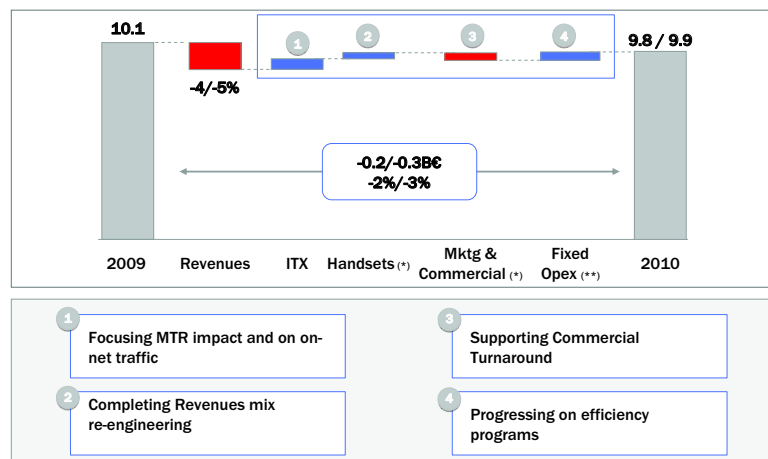 10.1
1
2
3
4
9.8 / 9.9
-4/-5%
-0.2/-0.3B€
-2%/-3%
2009
Revenues
ITX
Handsets (*)
Mktg &
Commercial (*)
Fixed
Opex (**)
2010
1
Focusing MTR impact and on on-
net traffic
2
Completing Revenues mix
re-engineering
3
Supporting Commercial
Turnaround
4
Progressing on efficiency
programs